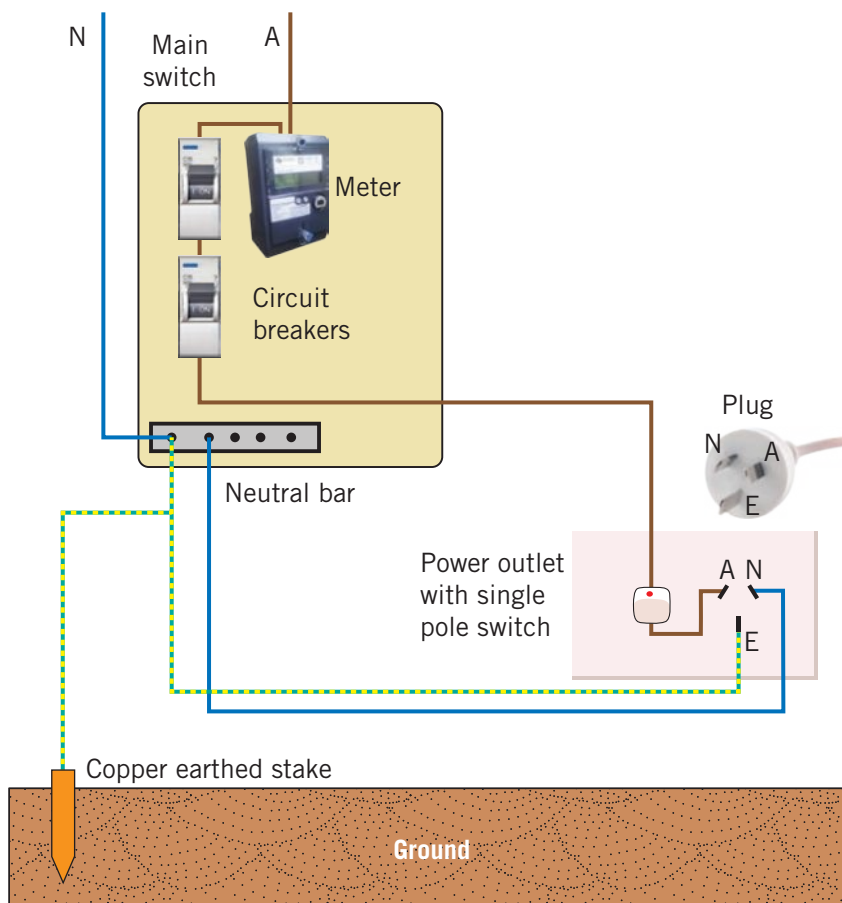 N
A
Main
switch
Meter
Circuit
breakers
Neutral bar
Plug
N
A
E
Power outlet
with single
pole switch
A N
E
Copper earthed stake
Ground